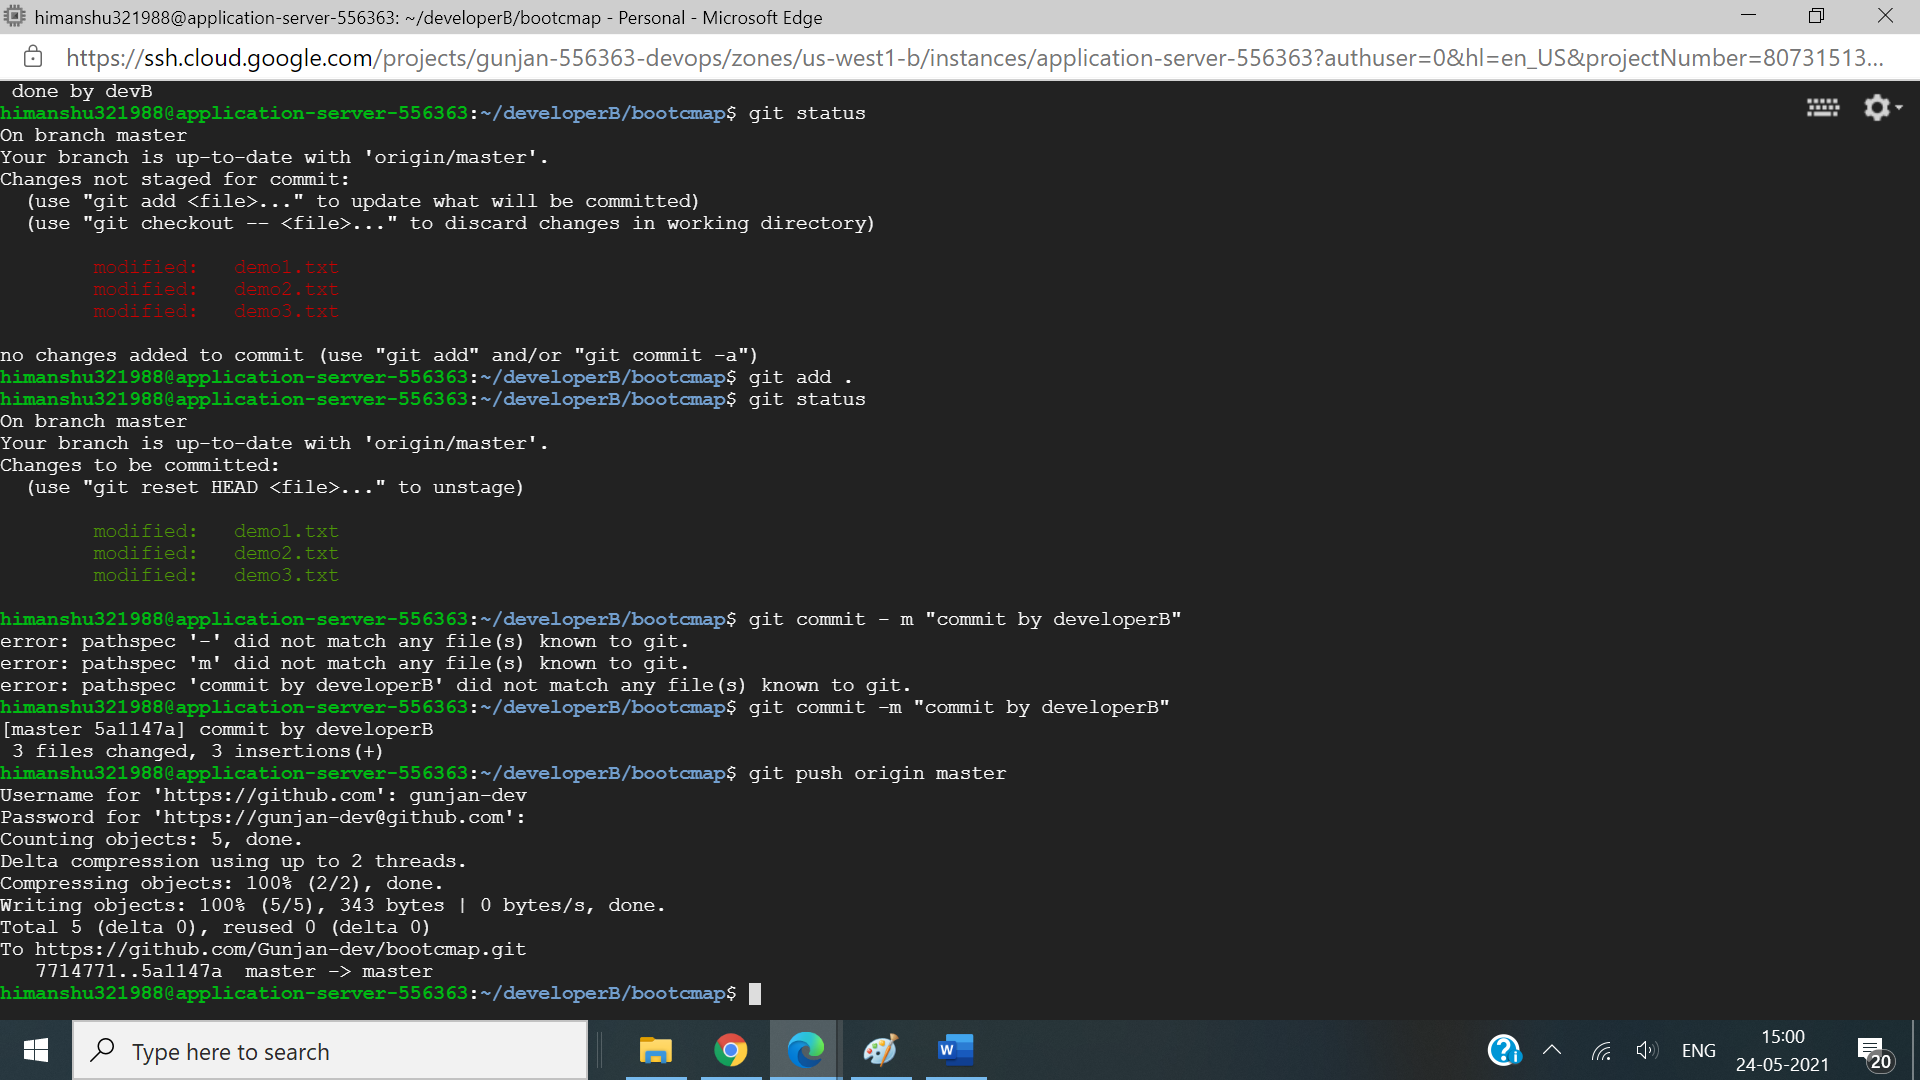 himanshu321988@application-server-556363: ~/developerB/bootcmap - Personal - Microsoft Edge
https://ssh.cloud.google.com/projects/gunjan-556363-devops/zones/us-west1-b/instances/application-server-556363?authuser=0&hl=en_US&projectNumber=80731513...
 done by devB
himanshu321988@application-server-556363:~/developerB/bootcmap$ git status
On branch master
Your branch is up-to-date with 'origin/master'.
Changes not staged for commit:
  (use "git add <file>..." to update what will be committed)
  (use "git checkout -- <file>..." to discard changes in working directory)
        modified:   demo1.txt
        modified:   demo2.txt
        modified:   demo3.txt
no changes added to commit (use "git add" and/or "git commit -a")
himanshu321988@application-server-556363:~/developerB/bootcmap$ git add .
himanshu321988@application-server-556363:~/developerB/bootcmap$ git status
On branch master
Your branch is up-to-date with 'origin/master'.
Changes to be committed:
  (use "git reset HEAD <file>..." to unstage)
        modified:   demo1.txt
        modified:   demo2.txt
        modified:   demo3.txt
himanshu321988@application-server-556363:~/developerB/bootcmap$ git commit - m "commit by developerB"
error: pathspec '-' did not match any file(s) known to git.
error: pathspec 'm' did not match any file(s) known to git.
error: pathspec 'commit by developerB' did not match any file(s) known to git.
himanshu321988@application-server-556363:~/developerB/bootcmap$ git commit -m "commit by developerB"
[master 5a1147a] commit by developerB
 3 files changed, 3 insertions(+)
himanshu321988@application-server-556363:~/developerB/bootcmap$ git push origin master
Username for 'https://github.com': gunjan-dev
Password for 'https://gunjan-dev@github.com':
Counting objects: 5, done.
Delta compression using up to 2 threads.
Compressing objects: 100% (2/2), done.
Writing objects: 100% (5/5), 343 bytes | 0 bytes/s, done.
Total 5 (delta 0), reused 0 (delta 0)
To https://github.com/Gunjan-dev/bootcmap.git
   7714771..5a1147a  master -> master
himanshu321988@application-server-556363:~/developerB/bootcmap$
Type here to search
W
ENG
15:00
24-05-2021
20